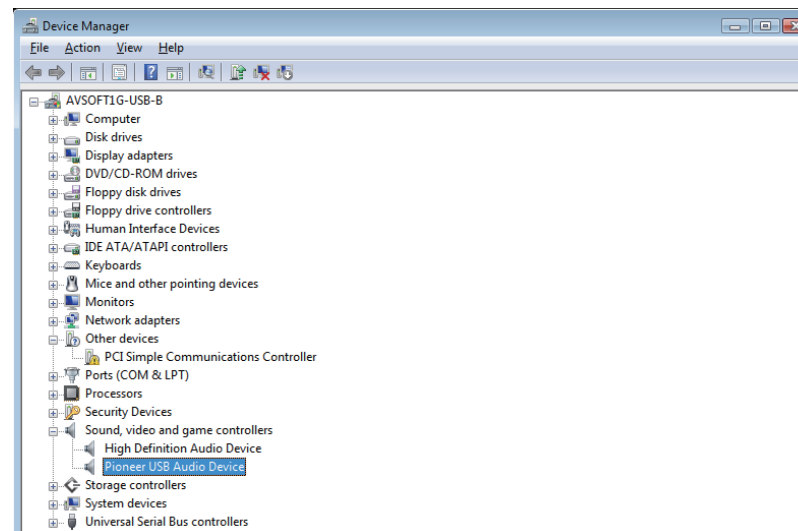 Device Manager
File Action View Help
AVSOFT1G-USB-B
Computer
Disk drives
Display adapters
DVD/CD-ROM drives
Floppy disk drives
Floppy drive controllers
Human Interface Devices
IDE ATA/ATAPI controllers
Keyboards
Mice and other pointing devices
Monitors
Network adapters
Other devices
PCI Simple Communications Controller
Ports (COM & LPT)
Processors
Security Devices
Sound, video and game controllers
High Definition Audio Device
Pioneer USB Audio Device
Storage controllers
System devices
Universal Serial Bus controllers